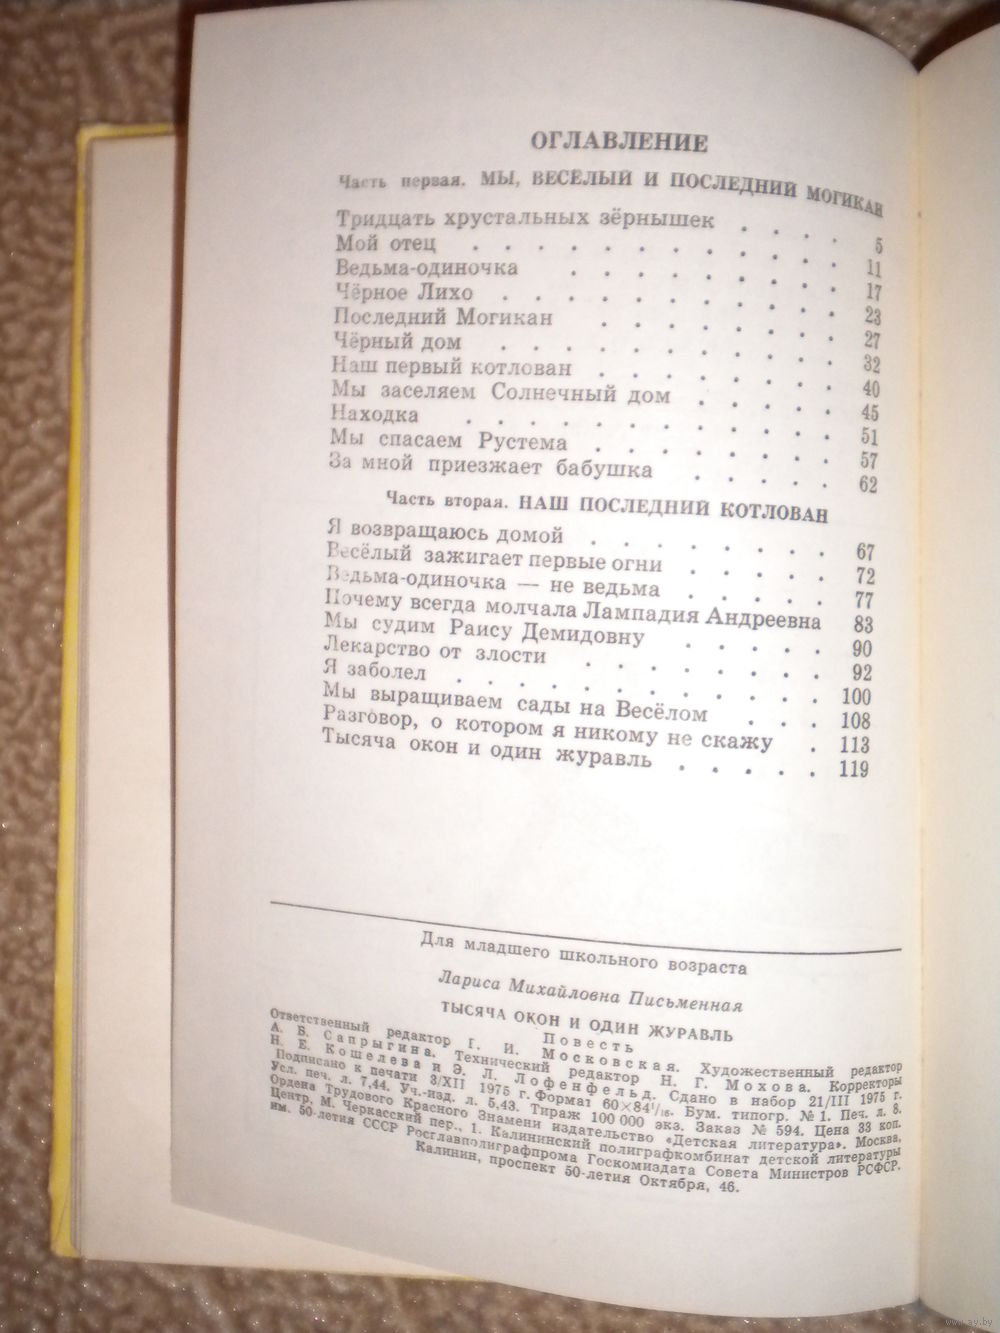 ОГЛАВЛЕНИЕ
Часть первая. МЫ, ВЕСЁЛЫЙ И ПОСЛЕДНИЙ МОГИКАН
Тридцать хрустальных зёрнышек . . . . 5
Мой отец . . . . . . . . . . . . 11
Ведьма-одиночка . . . . . . . . . 17
Чёрное Лихо . . . . . . . . . . . 23
Последний Могикан . . . . . . . . 27
Чёрный дом . . . . . . . . . . . 32
Наш первый котлован . . . . . . . . 40
Мы заселяем Солнечный дом . . . . . 45
Находка . . . . . . . . . . . . 51
Мы спасаем Рустема . . . . . . . . 57
За мной приезжает бабушка . . . . . 62
Часть вторая. НАШ ПОСЛЕДНИЙ КОТЛОВАН
Я возвращаюсь домой . . . . . . . . 67
Весёлый зажигает первые огни . . . . . 72
Ведьма-одиночка — не ведьма . . . . . 77
Почему всегда молчала Лампадия Андреевна 83
Мы судим Раису Демидовну . . . . . 90
Лекарство от злости . . . . . . . . 92
Я заболел . . . . . . . . . . . . 100
Мы выращиваем сады на Весёлом . . . 108
Разговор, о котором я никому не скажу . 113
Тысяча окон и один журавль . . . . . 119
Для младшего школьного возраста
Лариса Михайловна Письменная
ТЫСЯЧА ОКОН И ОДИН ЖУРАВЛЬ
Повесть
Ответственный редактор Г. И. Московская. Художественный редактор
А. Б. Сапрыгина. Технический редактор Н. Г. Мохова. Корректоры
Н. Е. Кошелева и Э. Л. Лофенфельд. Сдано в набор 21/III 1975 г.
Подписано к печати 3/XII 1975 г. Формат 60×84¹/₁₆. Бум. типогр. № 1. Печ. л. 8.
Усл. печ. л. 7,44. Уч.-изд. л. 5,43. Тираж 100 000 экз. Заказ № 594. Цена 33 коп.
Ордена Трудового Красного Знамени издательство «Детская литература». Москва,
Центр, М. Черкасский пер., 1. Калининский полиграфкомбинат детской литературы
им. 50-летия СССР Росглавполиграфпрома Госкомиздата Совета Министров РСФСР.
Калинин, проспект 50-летия Октября, 46.
www.ay.by